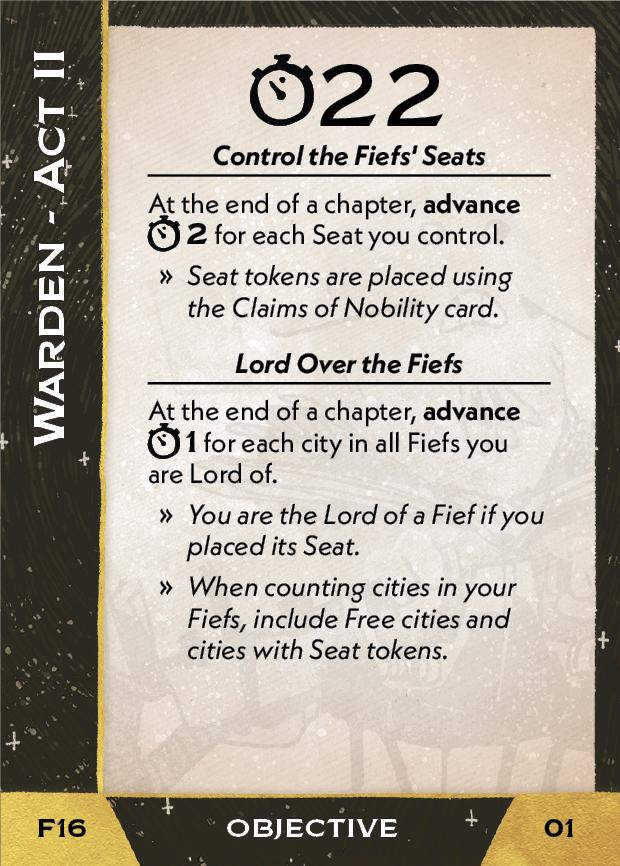 WARDEN - ACT II
22
Control the Fiefs' Seats
At the end of a chapter, advance
2 for each Seat you control.
» Seat tokens are placed using
the Claims of Nobility card.
Lord Over the Fiefs
At the end of a chapter, advance
1 for each city in all Fiefs you
are Lord of.
» You are the Lord of a Fief if you
placed its Seat.
» When counting cities in your
Fiefs, include Free cities and
cities with Seat tokens.
F16
OBJECTIVE
01